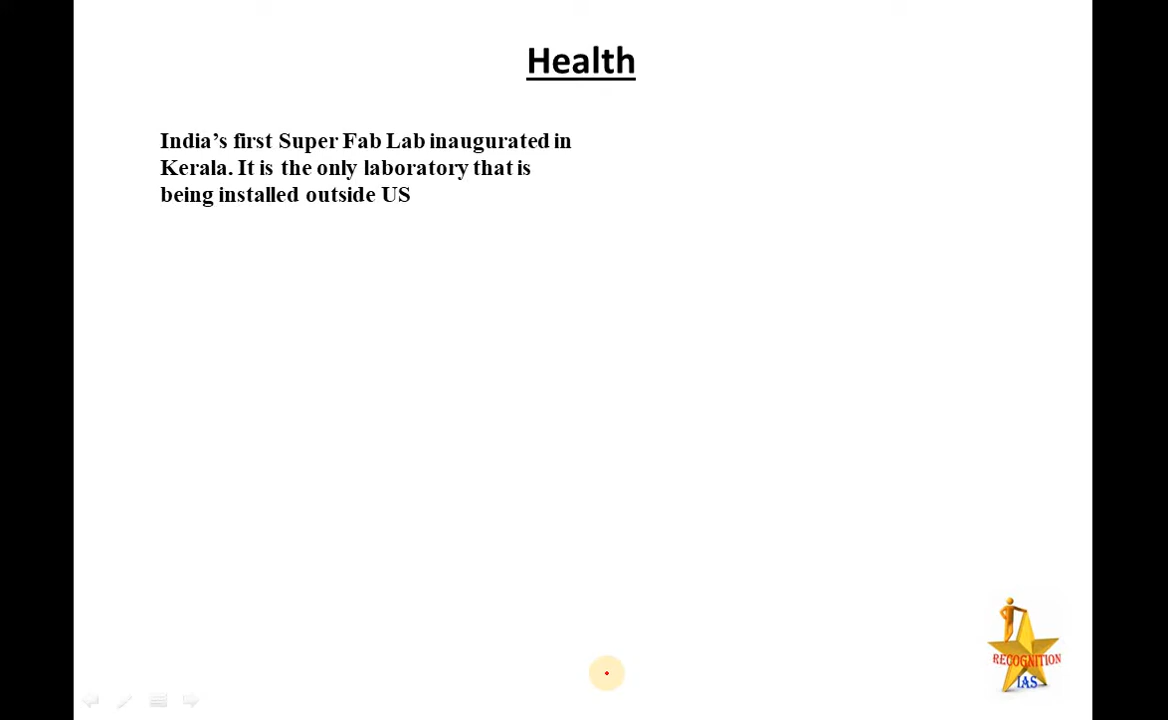 Health
India’s first Super Fab Lab inaugurated in
Kerala. It is the only laboratory that is
being installed outside US
RECOGNITION
IAS